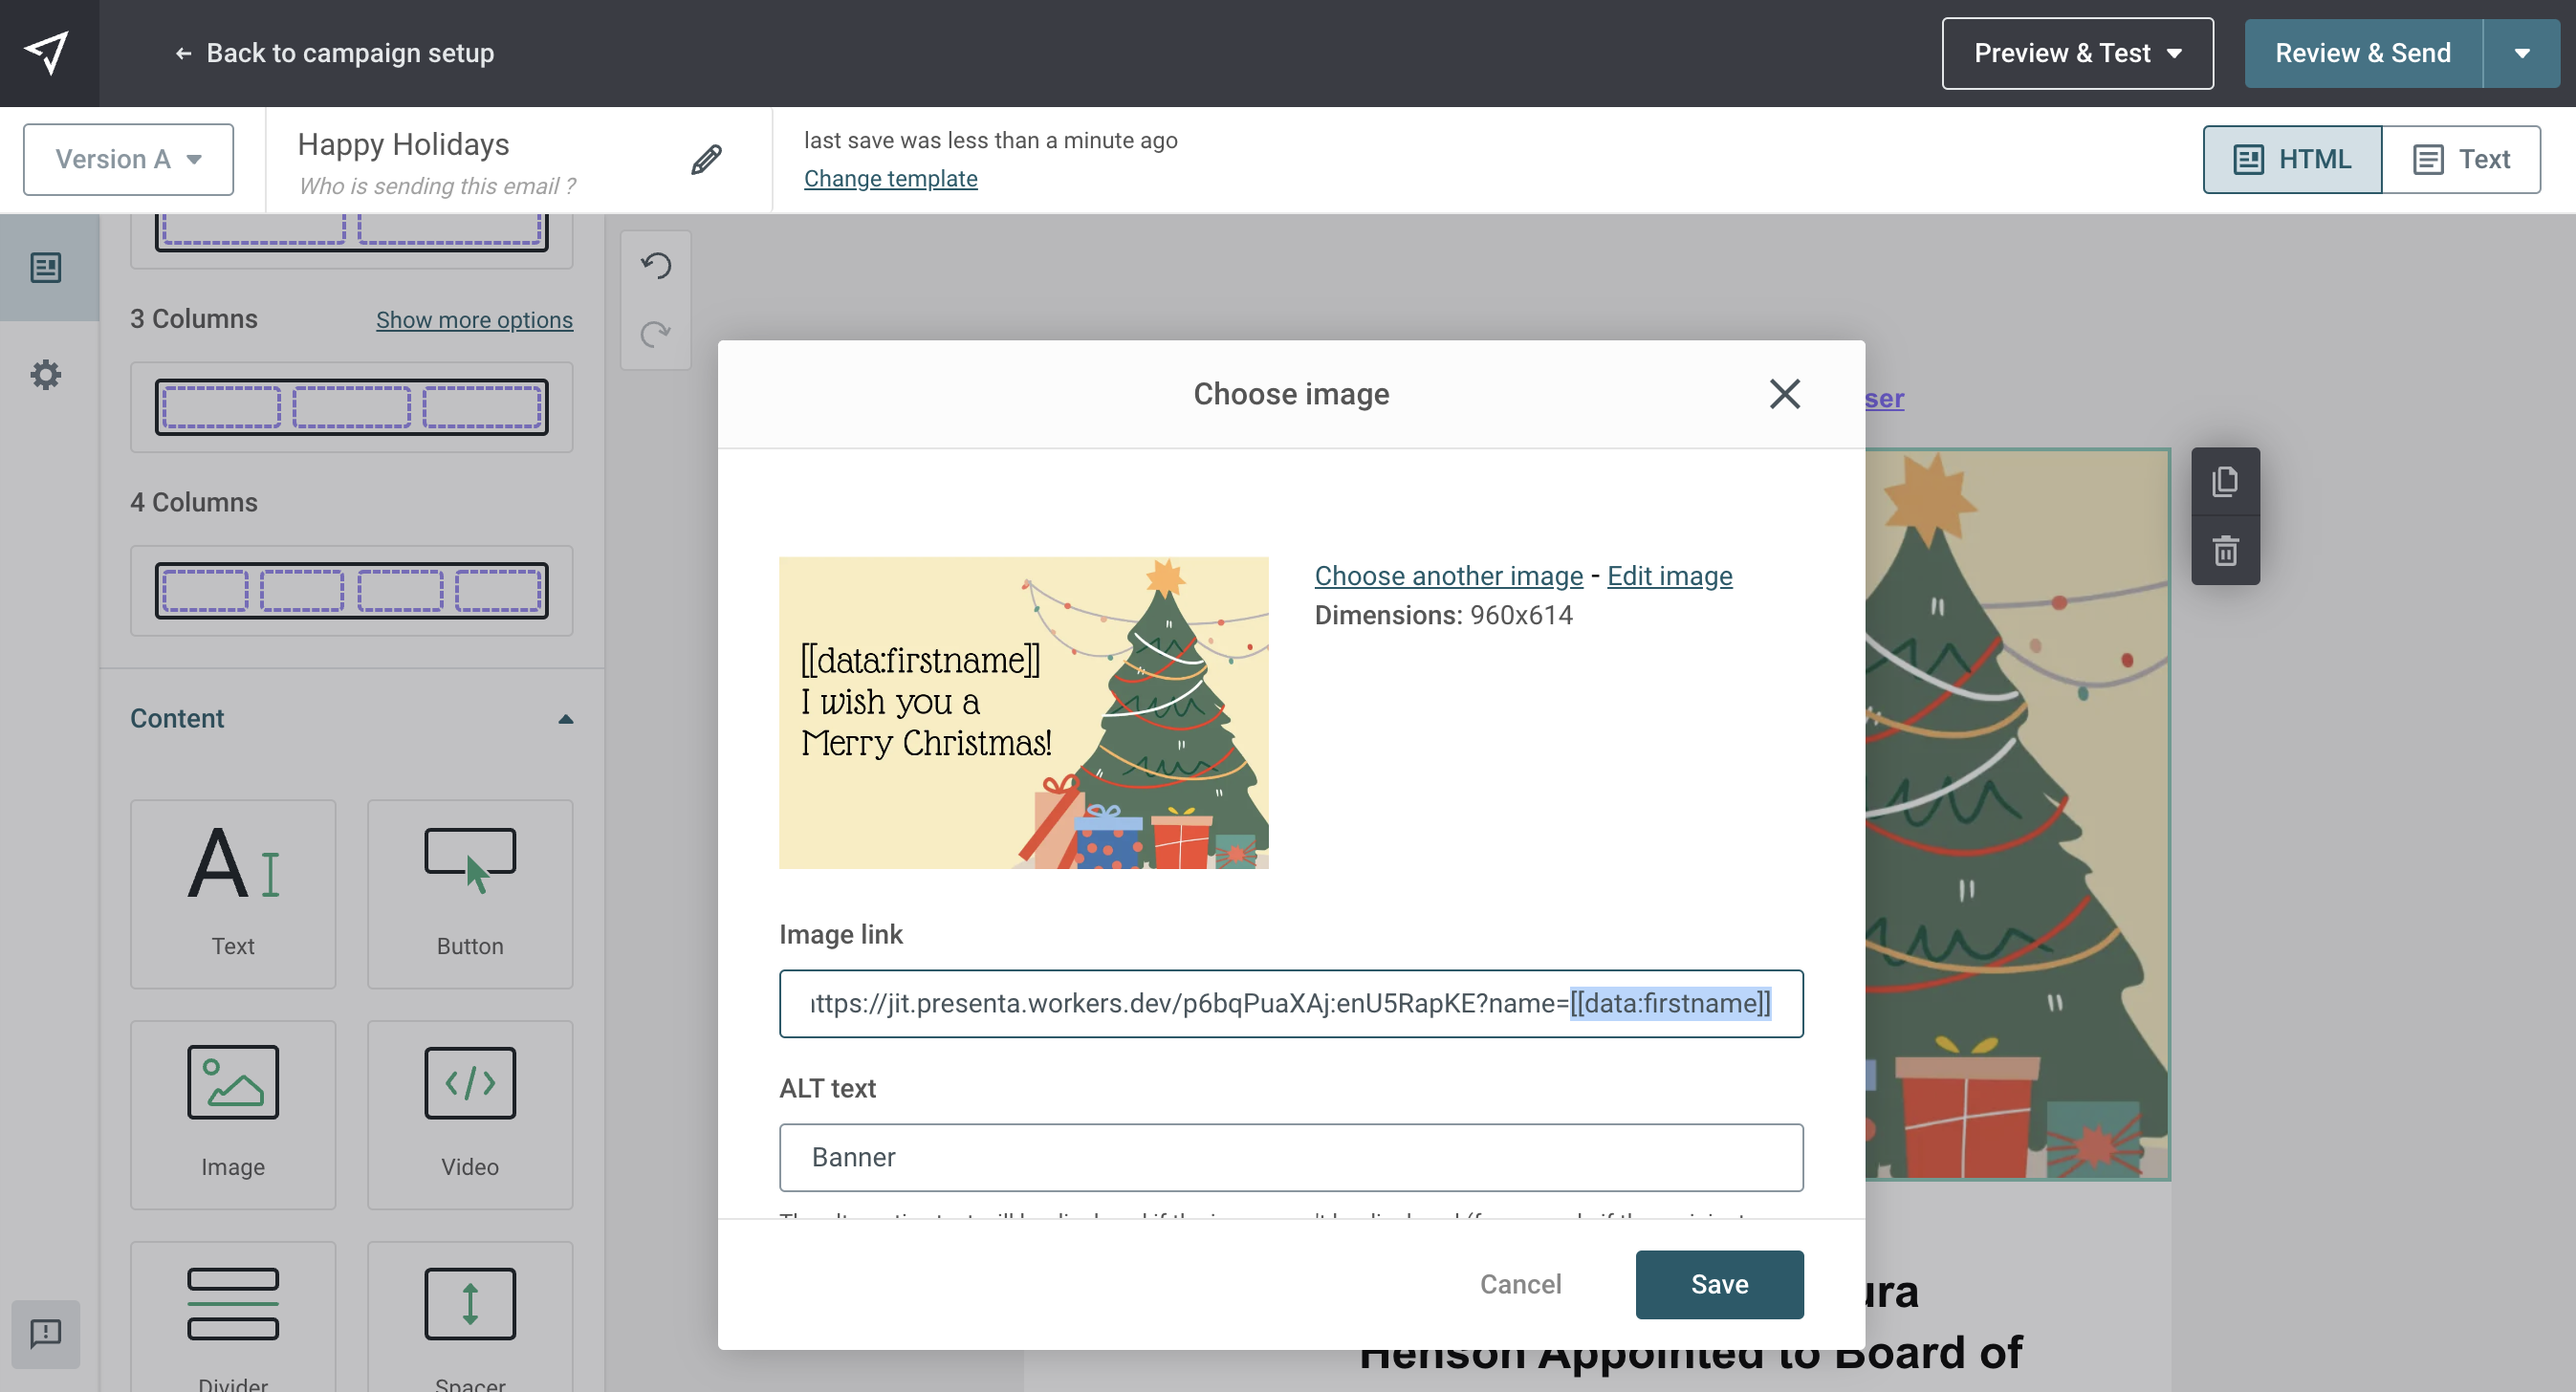 ← Back to campaign setup
Preview & Test
Review & Send
Version A
Happy Holidays
Who is sending this email ?
last save was less than a minute ago
Change template
HTML
Text
3 Columns
Show more options
4 Columns
Content
Text
Button
Image
Video
Divider
Spacer
ser
Choose image
[[data:firstname]]
I wish you a
Merry Christmas!
Choose another image - Edit image
Dimensions: 960x614
Image link
ttps://jit.presenta.workers.dev/p6bqPuaXAj:enU5RapKE?name=[[data:firstname]]
ALT text
Banner
Cancel
Save
ura
Henson Appointed to Board of